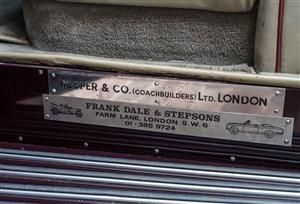 HOOPER & CO. (COACHBUILDERS) LTD. LONDON
FRANK DALE & STEPSONS
FARM LANE, LONDON S.W.6
01-385 9724